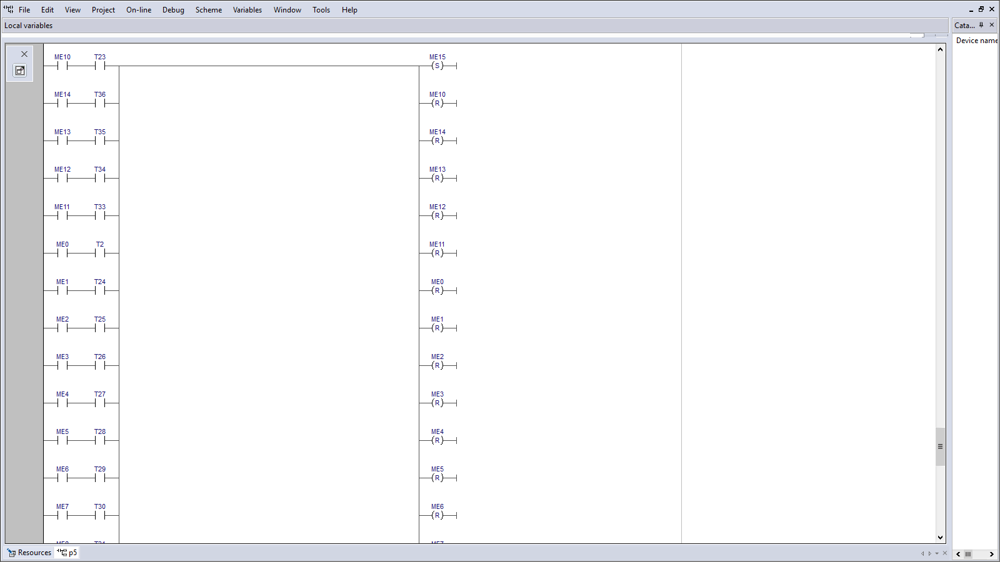 File Edit View Project On-line Debug Scheme Variables Window Tools Help
Local variables
Cata...
Device name
ME10 T23 ME15
S
ME14 T36 ME10
R
ME13 T35 ME14
R
ME12 T34 ME13
R
ME11 T33 ME12
R
ME0 T2 ME11
R
ME1 T24 ME0
R
ME2 T25 ME1
R
ME3 T26 ME2
R
ME4 T27 ME3
R
ME5 T28 ME4
R
ME6 T29 ME5
R
ME7 T30 ME6
R
Resources p5